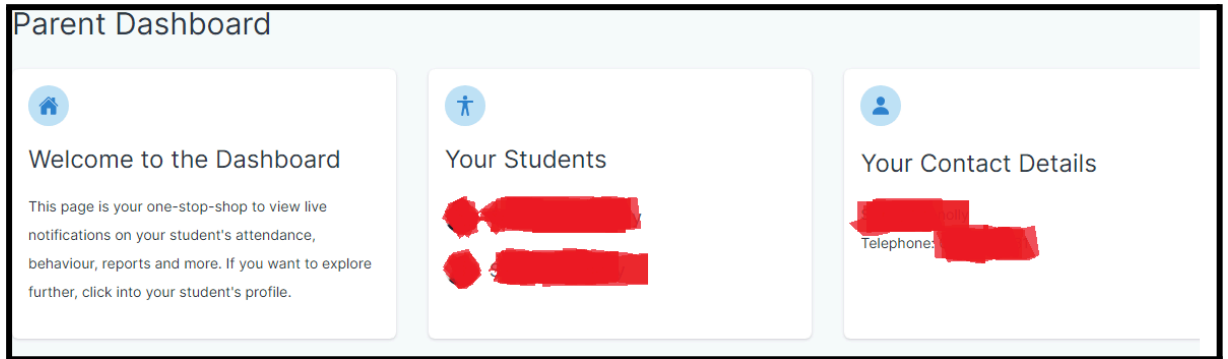 Parent Dashboard
Welcome to the Dashboard
This page is your one-stop-shop to view live
notifications on your student's attendance,
behaviour, reports and more. If you want to explore
further, click into your student's profile.
Your Students
Your Contact Details
Telephone: